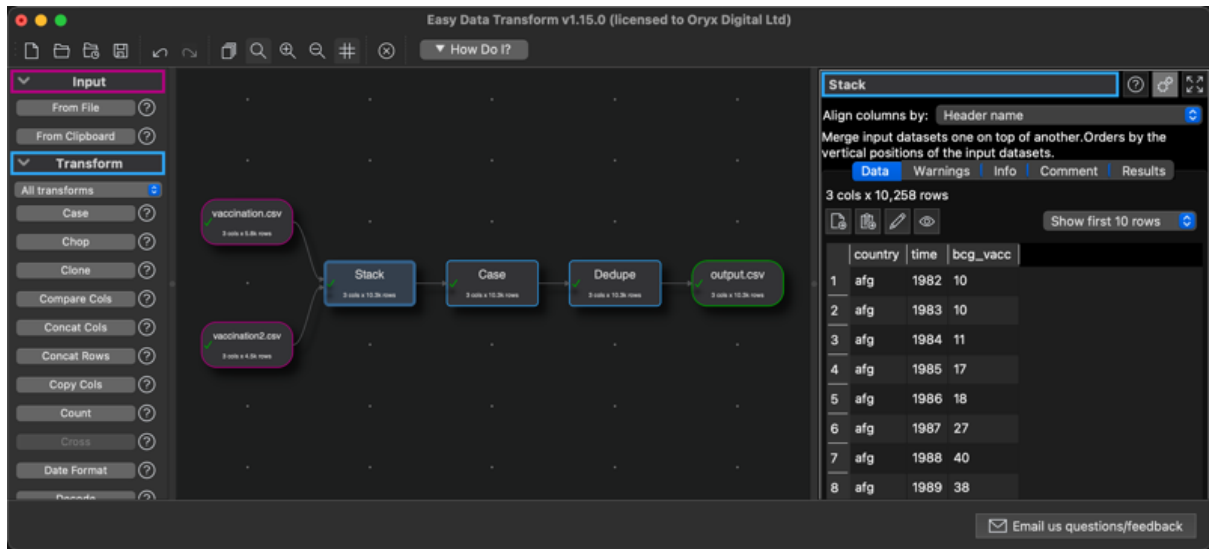 Easy Data Transform v1.15.0 (licensed to Oryx Digital Ltd)
▼ How Do I?
Input
From File
From Clipboard
Transform
All transforms
Case
Chop
Clone
Compare Cols
Concat Cols
Concat Rows
Copy Cols
Count
Cross
Date Format
Decode
vaccination.csv
3 cols x 5.8k rows
vaccination2.csv
3 cols x 4.5k rows
Stack
3 cols x 10.3k rows
Case
3 cols x 10.3k rows
Dedupe
3 cols x 10.3k rows
output.csv
3 cols x 10.3k rows
Stack
Align columns by: Header name
Merge input datasets one on top of another.Orders by the
vertical positions of the input datasets.
Data Warnings Info Comment Results
3 cols x 10,258 rows
Show first 10 rows
country time bcg_vacc
1 afg 1982 10
2 afg 1983 10
3 afg 1984 11
4 afg 1985 17
5 afg 1986 18
6 afg 1987 27
7 afg 1988 40
8 afg 1989 38
Email us questions/feedback